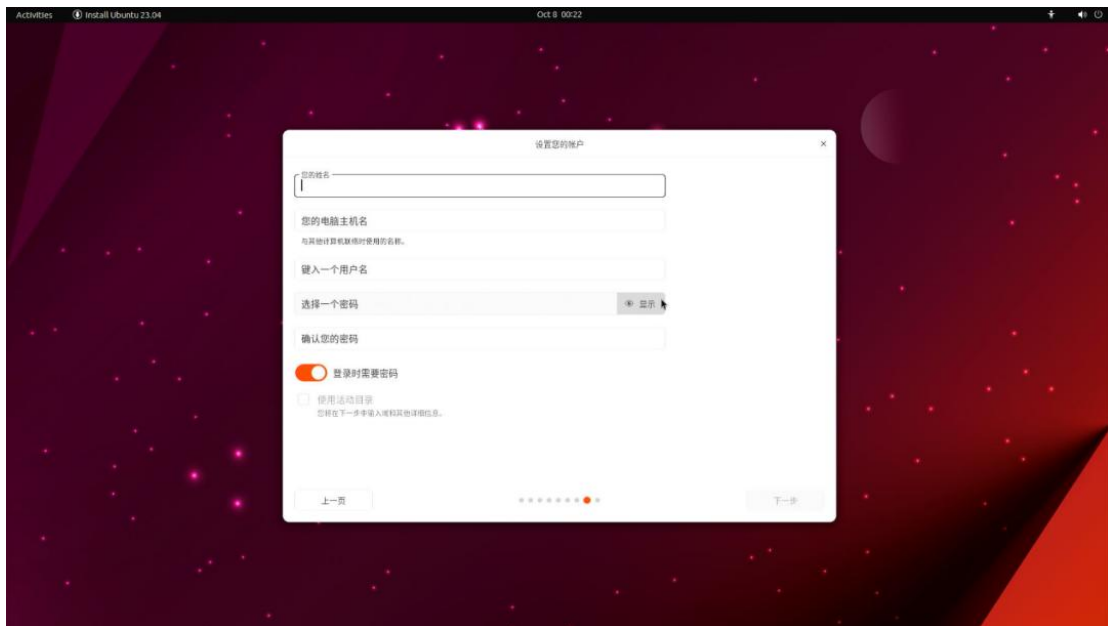 Activities Install Ubuntu 23.04 Oct 8 00:22
设置您的帐户
您的姓名
您的电脑主机名
与其他计算机联络时使用的名称。
键入一个用户名
选择一个密码 显示
确认您的密码
登录时需要密码
使用活动目录
您将在下一步中输入域和其他详细信息。
上一页 下一步